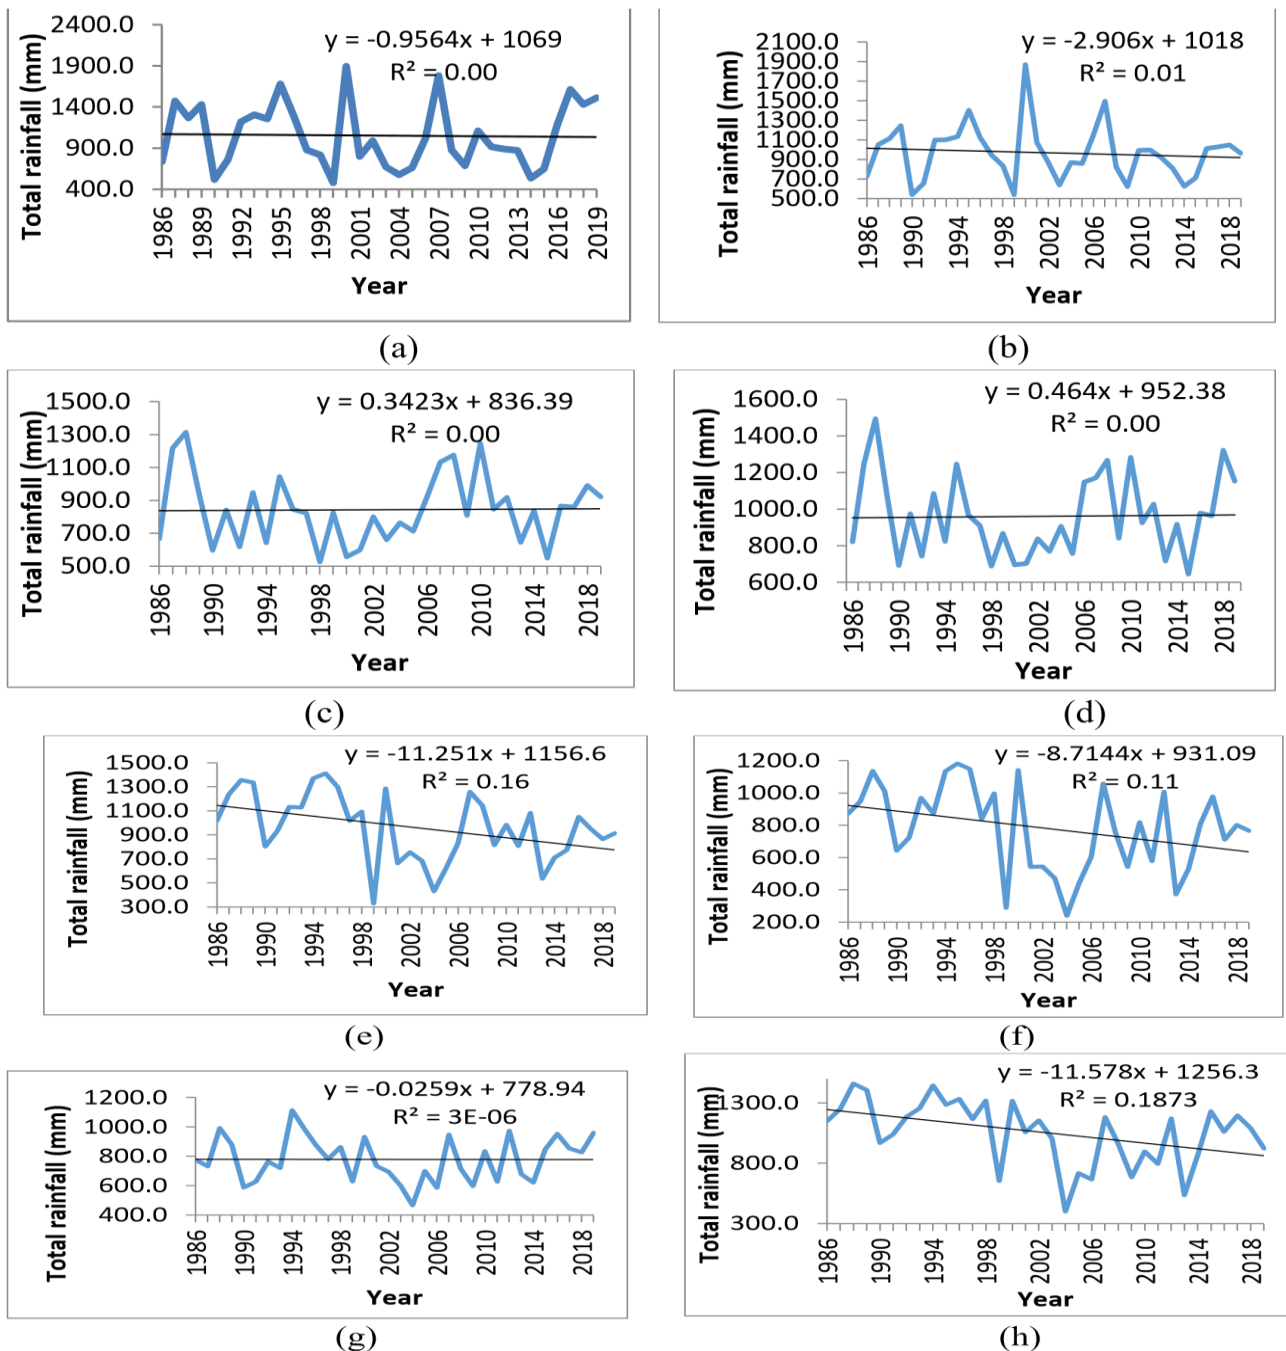 Total rainfall (mm)
2400.0
1900.0
1400.0
900.0
400.0
y = -0.9564x + 1069
R² = 0.00
1986 1989 1992 1995 1998 2001 2004 2007 2010 2013 2016 2019
Year
(a)
Total rainfall (mm)
2100.0
1900.0
1700.0
1500.0
1300.0
1100.0
900.0
700.0
500.0
y = -2.906x + 1018
R² = 0.01
1986 1990 1994 1998 2002 2006 2010 2014 2018
Year
(b)
Total rainfall (mm)
1500.0
1300.0
1100.0
900.0
700.0
500.0
y = 0.3423x + 836.39
R² = 0.00
1986 1990 1994 1998 2002 2006 2010 2014 2018
Year
(c)
Total rainfall (mm)
1600.0
1400.0
1200.0
1000.0
800.0
600.0
y = 0.464x + 952.38
R² = 0.00
1986 1990 1994 1998 2002 2006 2010 2014 2018
Year
(d)
Total rainfall (mm)
1500.0
1300.0
1100.0
900.0
700.0
500.0
300.0
y = -11.251x + 1156.6
R² = 0.16
1986 1990 1994 1998 2002 2006 2010 2014 2018
Year
(e)
Total rainfall (mm)
1200.0
1000.0
800.0
600.0
400.0
200.0
y = -8.7144x + 931.09
R² = 0.11
1986 1990 1994 1998 2002 2006 2010 2014 2018
Year
(f)
Total rainfall (mm)
1200.0
1000.0
800.0
600.0
400.0
y = -0.0259x + 778.94
R² = 3E-06
1986 1990 1994 1998 2002 2006 2010 2014 2018
Year
(g)
Total rainfall (mm)
1300.0
800.0
300.0
y = -11.578x + 1256.3
R² = 0.1873
1986 1990 1994 1998 2002 2006 2010 2014 2018
Year
(h)